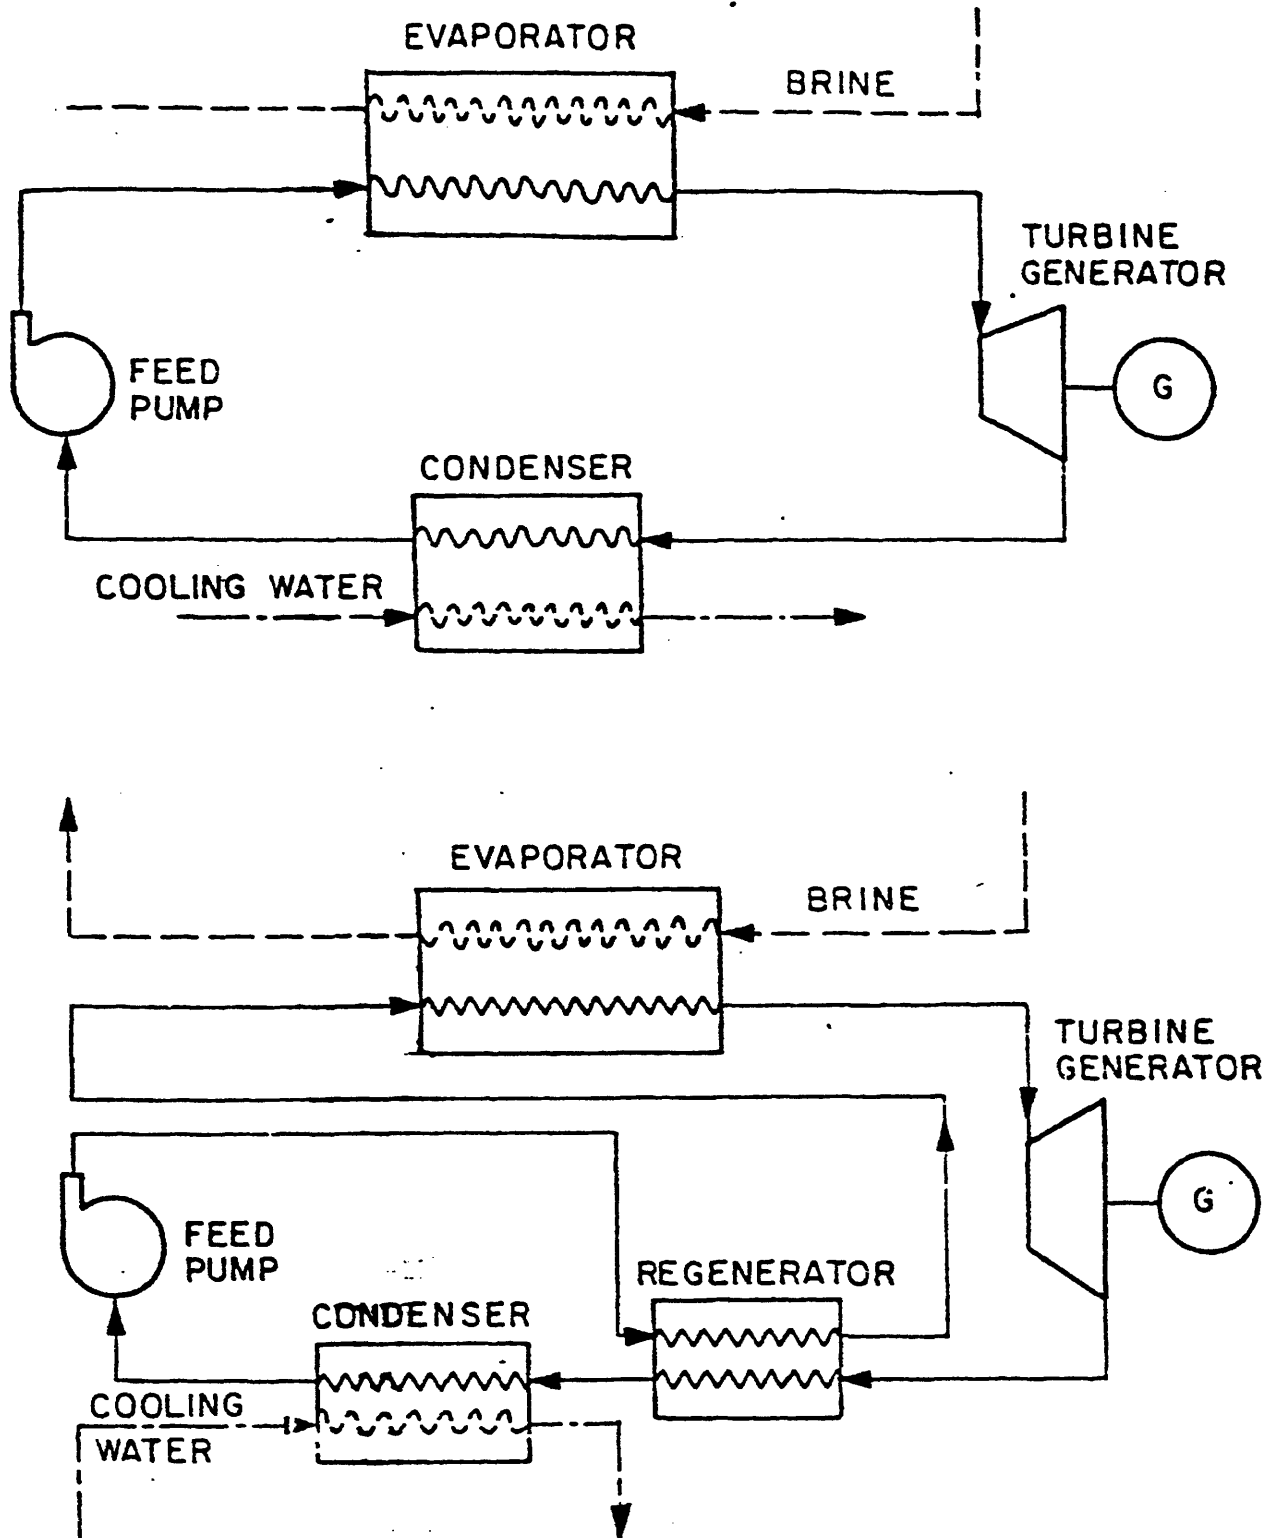 EVAPORATOR
BRINE
TURBINE
GENERATOR
FEED
PUMP
G
CONDENSER
COOLING WATER
EVAPORATOR
BRINE
TURBINE
GENERATOR
G
FEED
PUMP
REGENERATOR
CONDENSER
COOLING
WATER